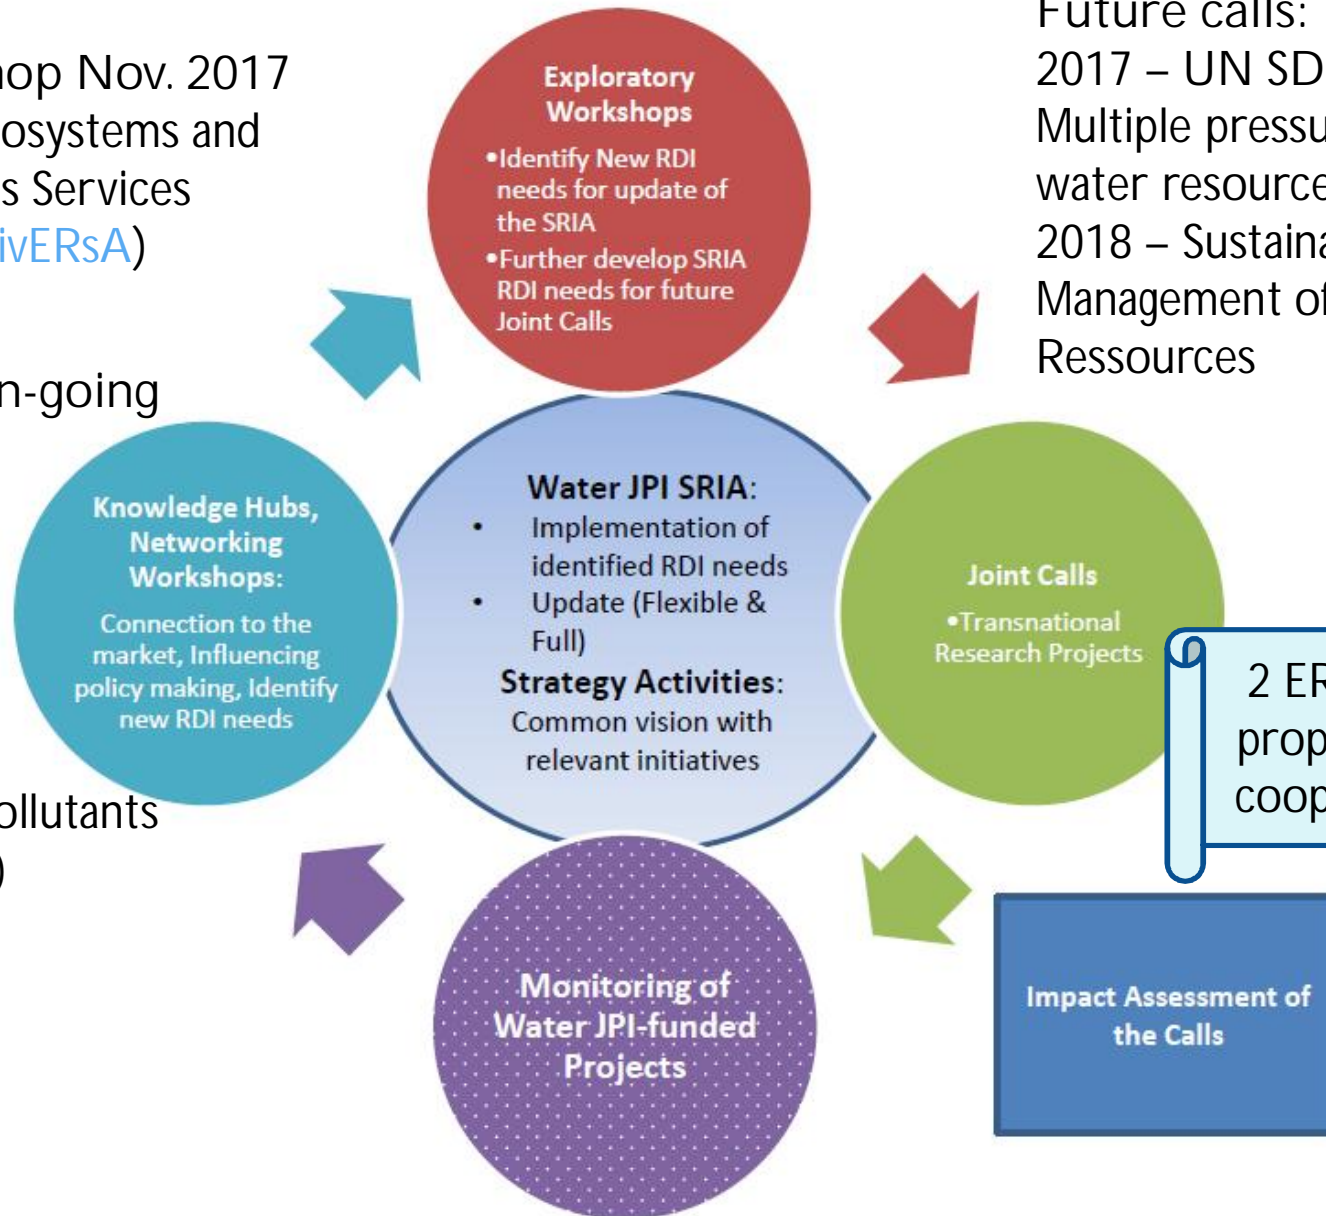 hop Nov. 2017
osystems and
s Services
ivERsA)
n-going
ollutants
)
Exploratory
Workshops
•Identify New RDI
needs for update of
the SRIA
•Further develop SRIA
RDI needs for future
Joint Calls
Future calls:
2017 – UN SD
Multiple pressu
water resource
2018 – Sustaina
Management of
Ressources
Knowledge Hubs,
Networking
Workshops:
Connection to the
market, Influencing
policy making, Identify
new RDI needs
Water JPI SRIA:
• Implementation of
identified RDI needs
• Update (Flexible &
Full)
Strategy Activities:
Common vision with
relevant initiatives
Joint Calls
•Transnational
Research Projects
2 ER
prop
coop
Monitoring of
Water JPI-funded
Projects
Impact Assessment of
the Calls